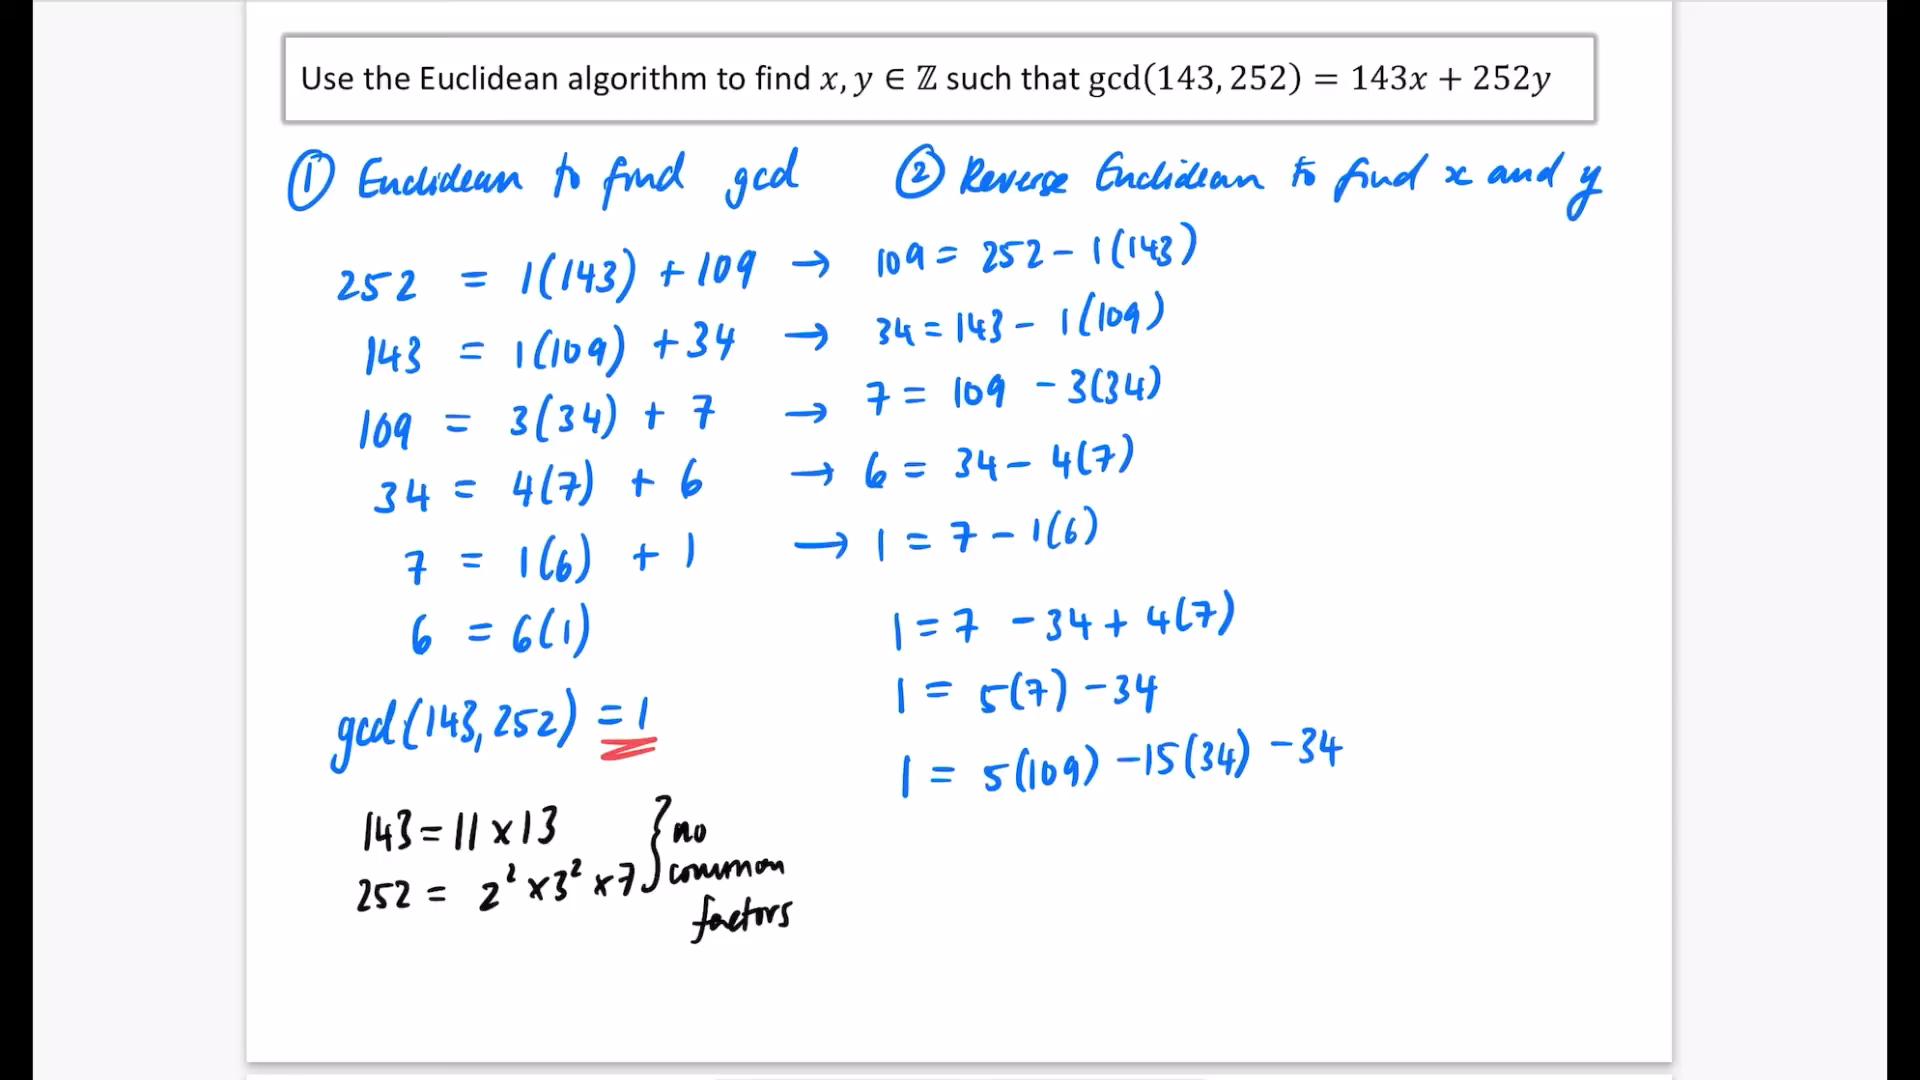 Use the Euclidean algorithm to find x, y ∈ ℤ such that gcd(143, 252) = 143x + 252y
① Euclidean to find gcd
252 = 1(143) + 109 →
143 = 1(109) + 34 →
109 = 3(34) + 7 →
34 = 4(7) + 6 →
7 = 1(6) + 1 →
6 = 6(1)
gcd(143, 252) = 1
143 = 11 × 13
252 = 2² × 3² × 7
} no
common
factors
② Reverse Euclidean to find x and y
109 = 252 - 1(143)
34 = 143 - 1(109)
7 = 109 - 3(34)
6 = 34 - 4(7)
1 = 7 - 1(6)
1 = 7 - 34 + 4(7)
1 = 5(7) - 34
1 = 5(109) - 15(34) - 34